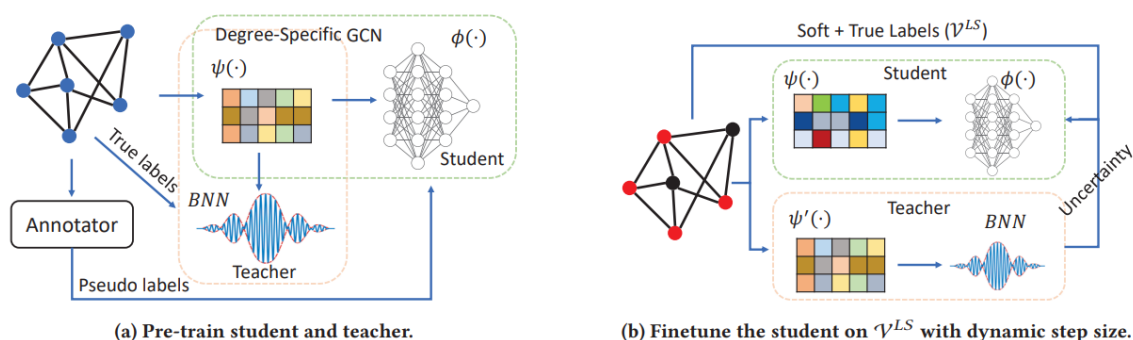 Degree-Specific GCN
ϕ(·)
ψ(·)
Student
True labels
BNN
Annotator
Teacher
Pseudo labels
(a) Pre-train student and teacher.
Soft + True Labels (𝒱^{LS})
ψ(·)
Student
ϕ(·)
Uncertainty
Teacher
ψ′(·)
BNN
(b) Finetune the student on 𝒱^{LS} with dynamic step size.